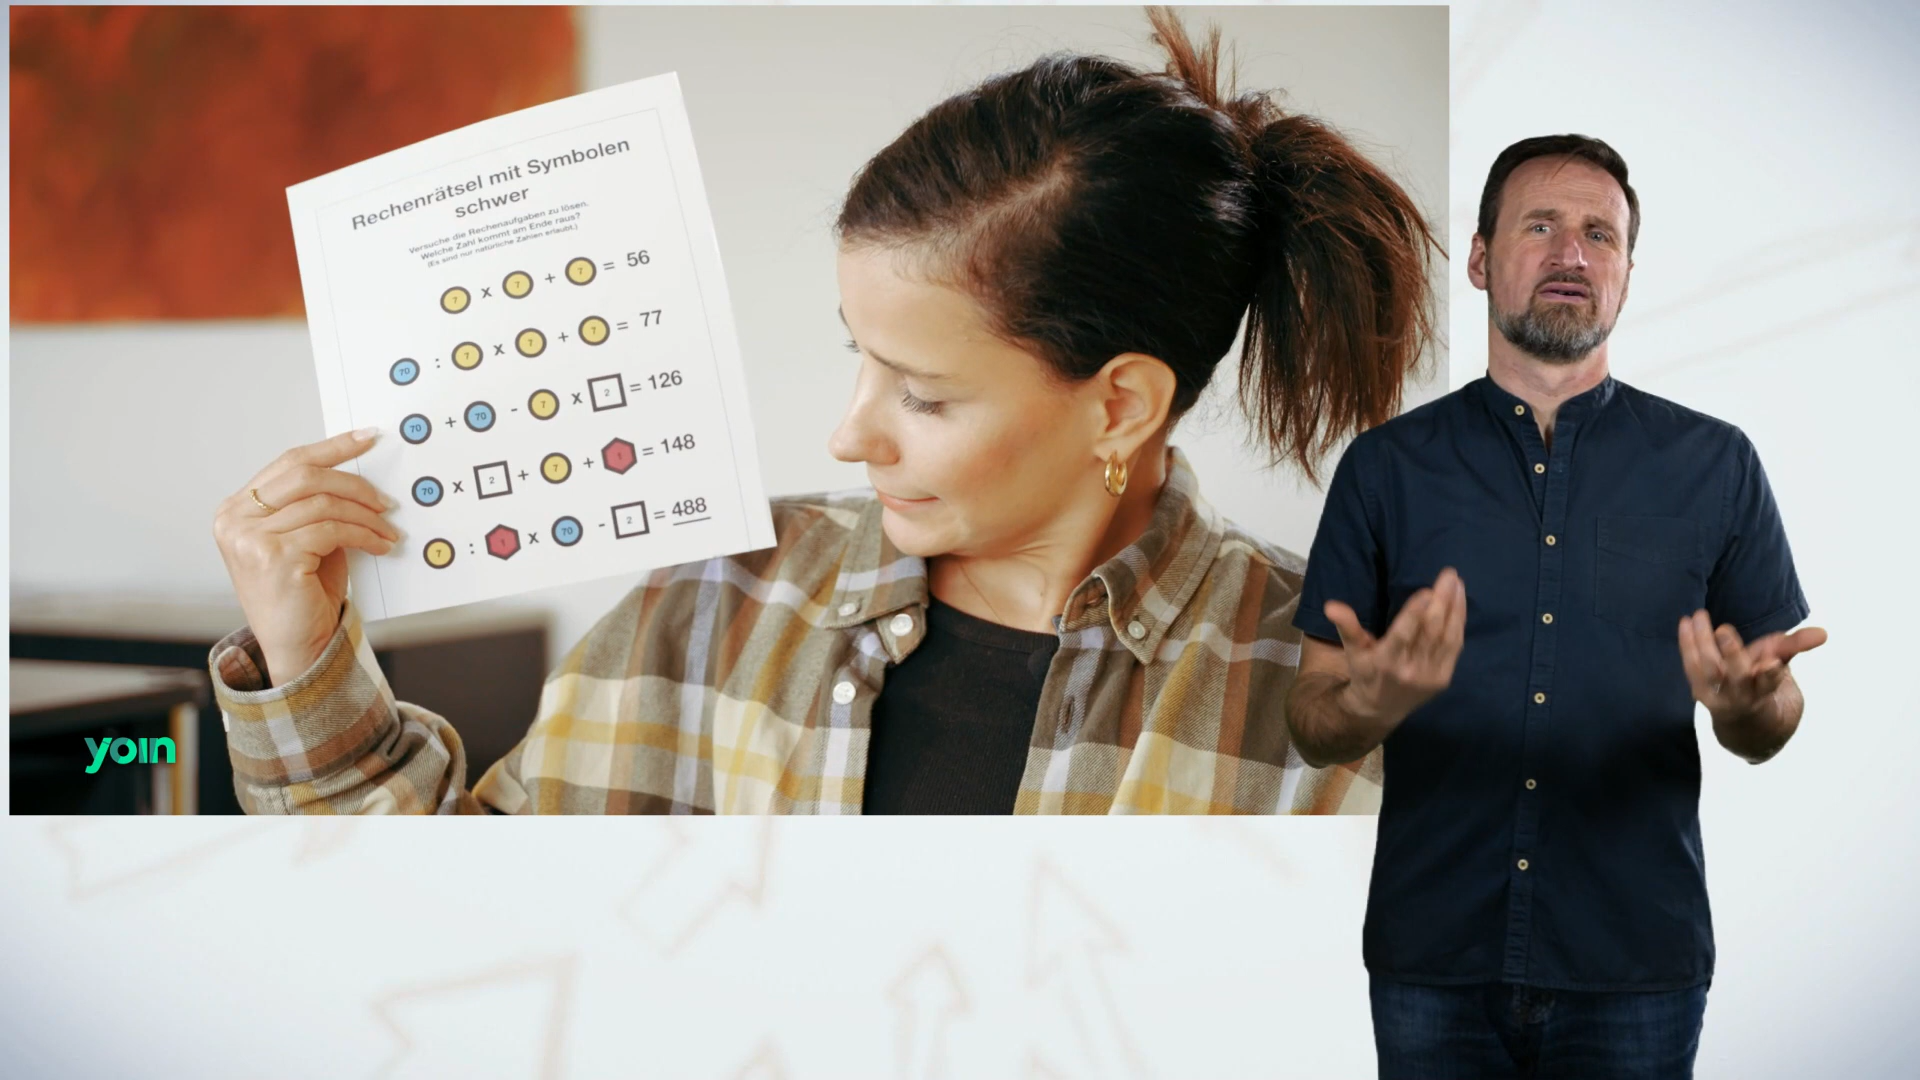 Rechenrätsel mit Symbolen
schwer
Versuche die Rechenaufgaben zu lösen.
Welche Zahl kommt am Ende raus?
(Es sind nur natürliche Zahlen erlaubt.)
7 x 7 + 7 = 56
70 : 7 x 7 + 7 = 77
70 + 70 - 7 x 2 = 126
70 x 2 + 7 + 1 = 148
7 : 1 x 70 - 2 = 488
yoın